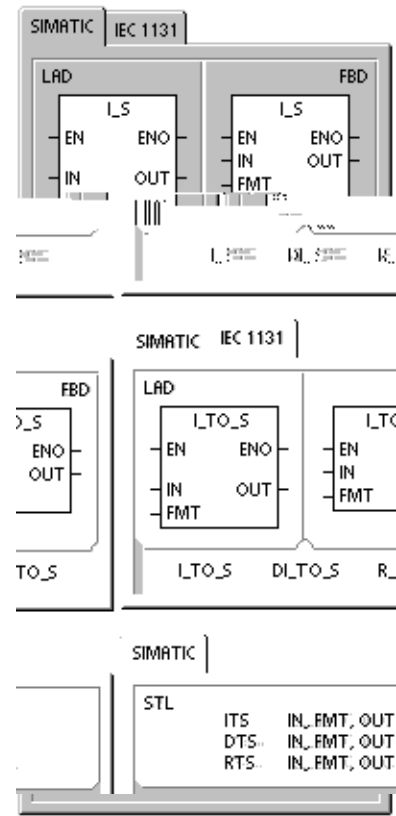 SIMATIC IEC 1131
LAD FBD
I_S I_S
EN ENO EN ENO
IN OUT IN OUT
FMT
SIMATIC IEC 1131
FBD LAD
I_TO_S
ENO EN ENO EN
OUT IN OUT IN
FMT FMT
TO_S I_TO_S DI_TO_S
SIMATIC
STL
ITS IN, FMT, OUT
DTS IN, FMT, OUT
RTS IN, FMT, OUT